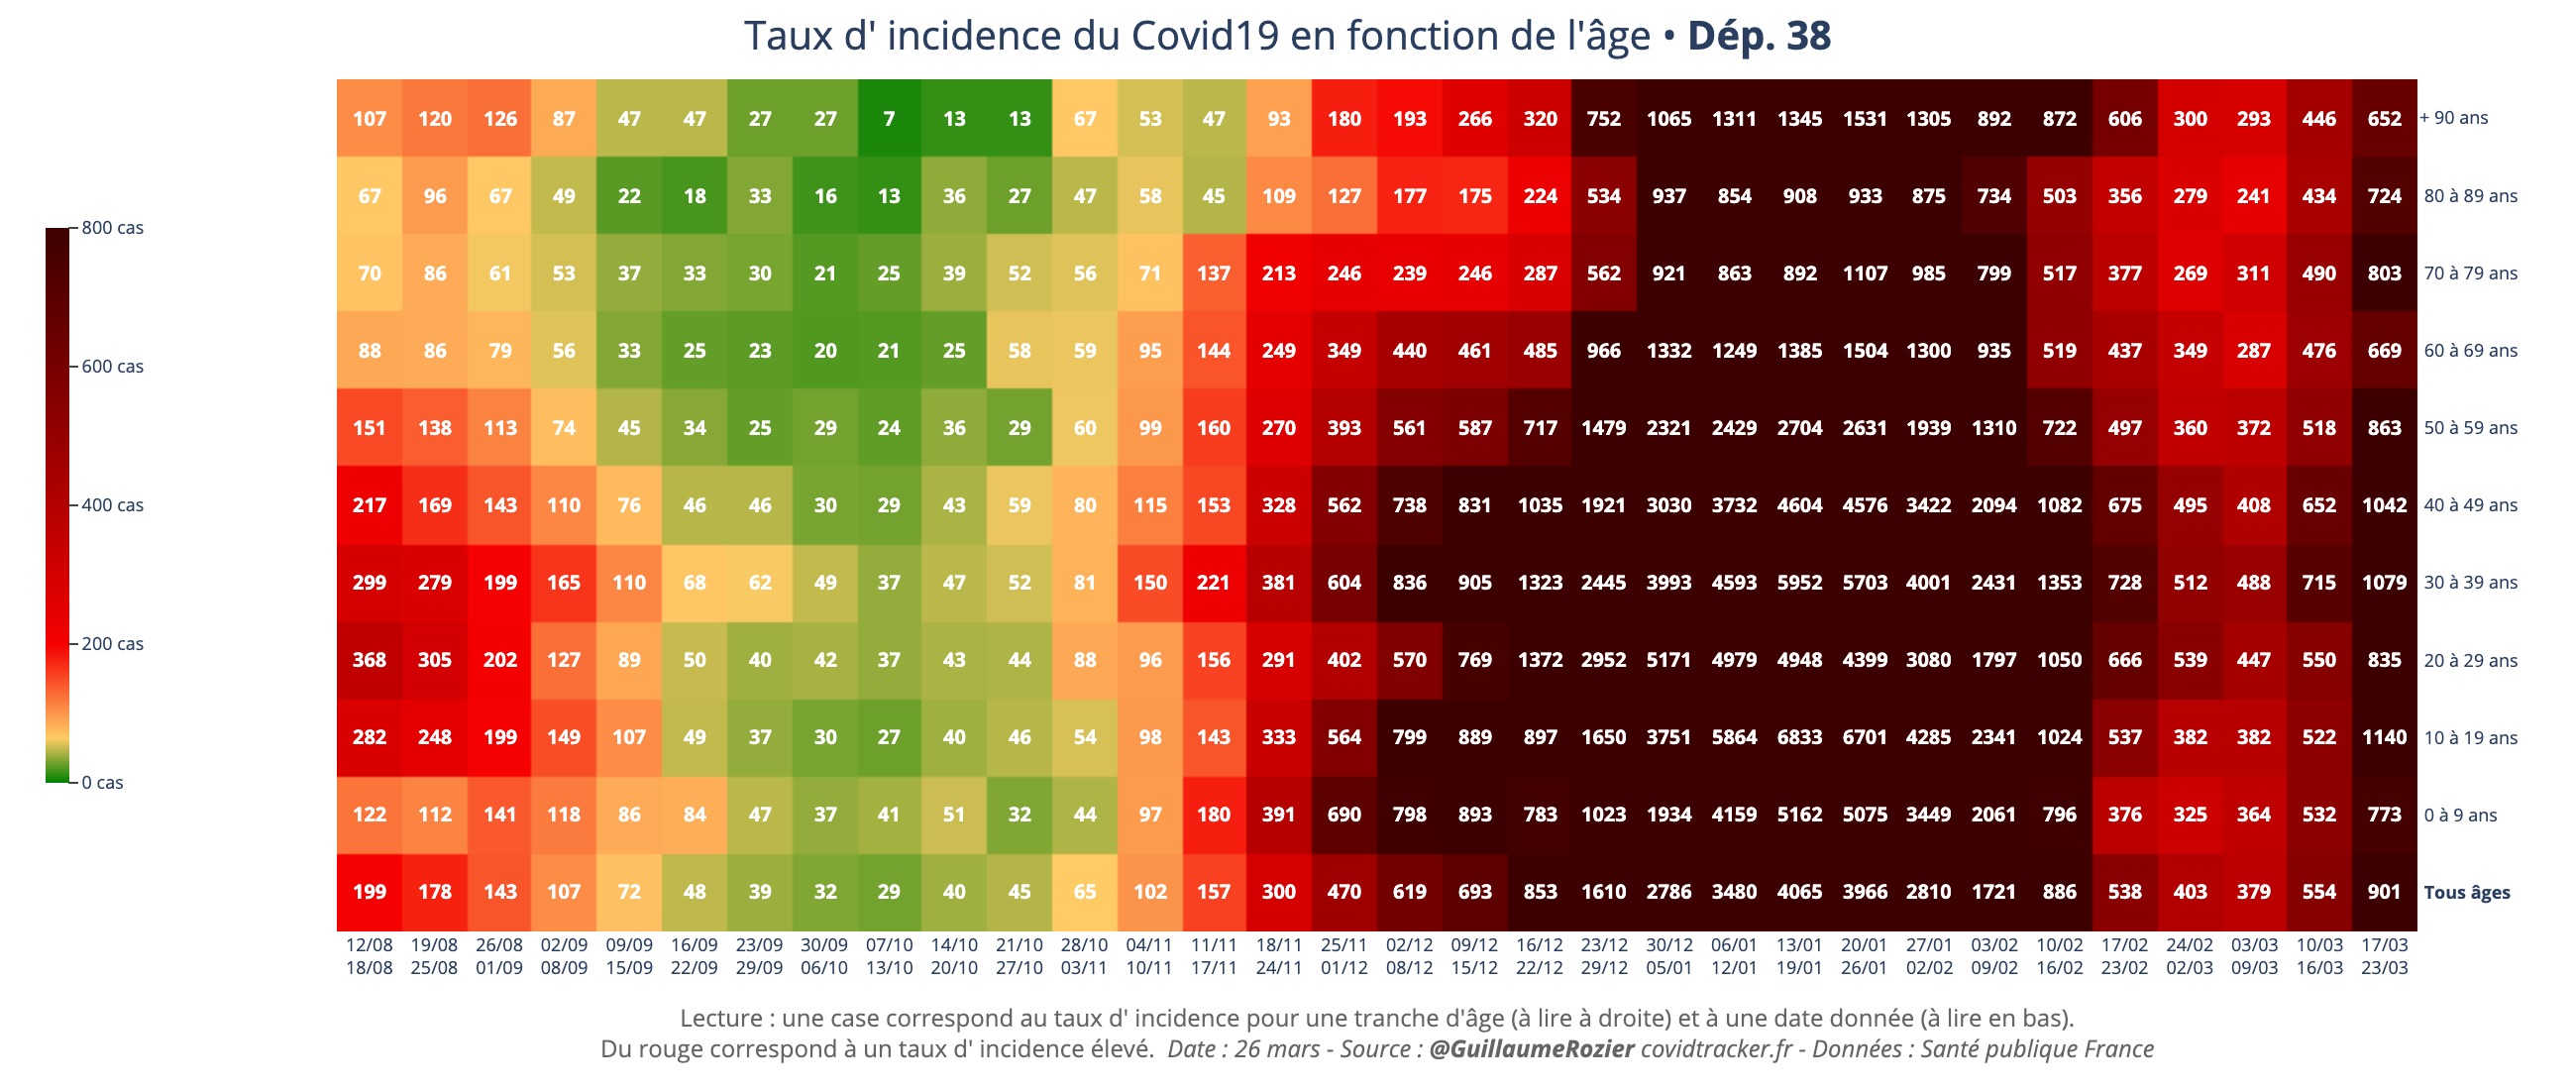 Taux d' incidence du Covid19 en fonction de l'âge • Dép. 38
107 120 126 87 47 47 27 27 7 13 13 67 53 47 93 180 193 266 320 752 1065 1311 1345 1531 1305 892 872 606 300 293 446 652 + 90 ans
67 96 67 49 22 18 33 16 13 36 27 47 58 45 109 127 177 175 224 534 937 854 908 933 875 734 503 356 279 241 434 724 80 à 89 ans
800 cas
70 86 61 53 37 33 30 21 25 39 52 56 71 137 213 246 239 246 287 562 921 863 892 1107 985 799 517 377 269 311 490 803 70 à 79 ans
88 86 79 56 33 25 23 20 21 25 58 59 95 144 249 349 440 461 485 966 1332 1249 1385 1504 1300 935 519 437 349 287 476 669 60 à 69 ans
600 cas
151 138 113 74 45 34 25 29 24 36 29 60 99 160 270 393 561 587 717 1479 2321 2429 2704 2631 1939 1310 722 497 360 372 518 863 50 à 59 ans
400 cas
217 169 143 110 76 46 46 30 29 43 59 80 115 153 328 562 738 831 1035 1921 3030 3732 4604 4576 3422 2094 1082 675 495 408 652 1042 40 à 49 ans
299 279 199 165 110 68 62 49 37 47 52 81 150 221 381 604 836 905 1323 2445 3993 4593 5952 5703 4001 2431 1353 728 512 488 715 1079 30 à 39 ans
200 cas
368 305 202 127 89 50 40 42 37 43 44 88 96 156 291 402 570 769 1372 2952 5171 4979 4948 4399 3080 1797 1050 666 539 447 550 835 20 à 29 ans
282 248 199 149 107 49 37 30 27 40 46 54 98 143 333 564 799 889 897 1650 3751 5864 6833 6701 4285 2341 1024 537 382 382 522 1140 10 à 19 ans
0 cas
122 112 141 118 86 84 47 37 41 51 32 44 97 180 391 690 798 893 783 1023 1934 4159 5162 5075 3449 2061 796 376 325 364 532 773 0 à 9 ans
199 178 143 107 72 48 39 32 29 40 45 65 102 157 300 470 619 693 853 1610 2786 3480 4065 3966 2810 1721 886 538 403 379 554 901 Tous âges
12/08 19/08 26/08 02/09 09/09 16/09 23/09 30/09 07/10 14/10 21/10 28/10 04/11 11/11 18/11 25/11 02/12 09/12 16/12 23/12 30/12 06/01 13/01 20/01 27/01 03/02 10/02 17/02 24/02 03/03 10/03 17/03
18/08 25/08 01/09 08/09 15/09 22/09 29/09 06/10 13/10 20/10 27/10 03/11 10/11 17/11 24/11 01/12 08/12 15/12 22/12 29/12 05/01 12/01 19/01 26/01 02/02 09/02 16/02 23/02 02/03 09/03 16/03 23/03
Lecture : une case correspond au taux d' incidence pour une tranche d'âge (à lire à droite) et à une date donnée (à lire en bas).
Du rouge correspond à un taux d' incidence élevé. Date : 26 mars - Source : @GuillaumeRozier covidtracker.fr - Données : Santé publique France